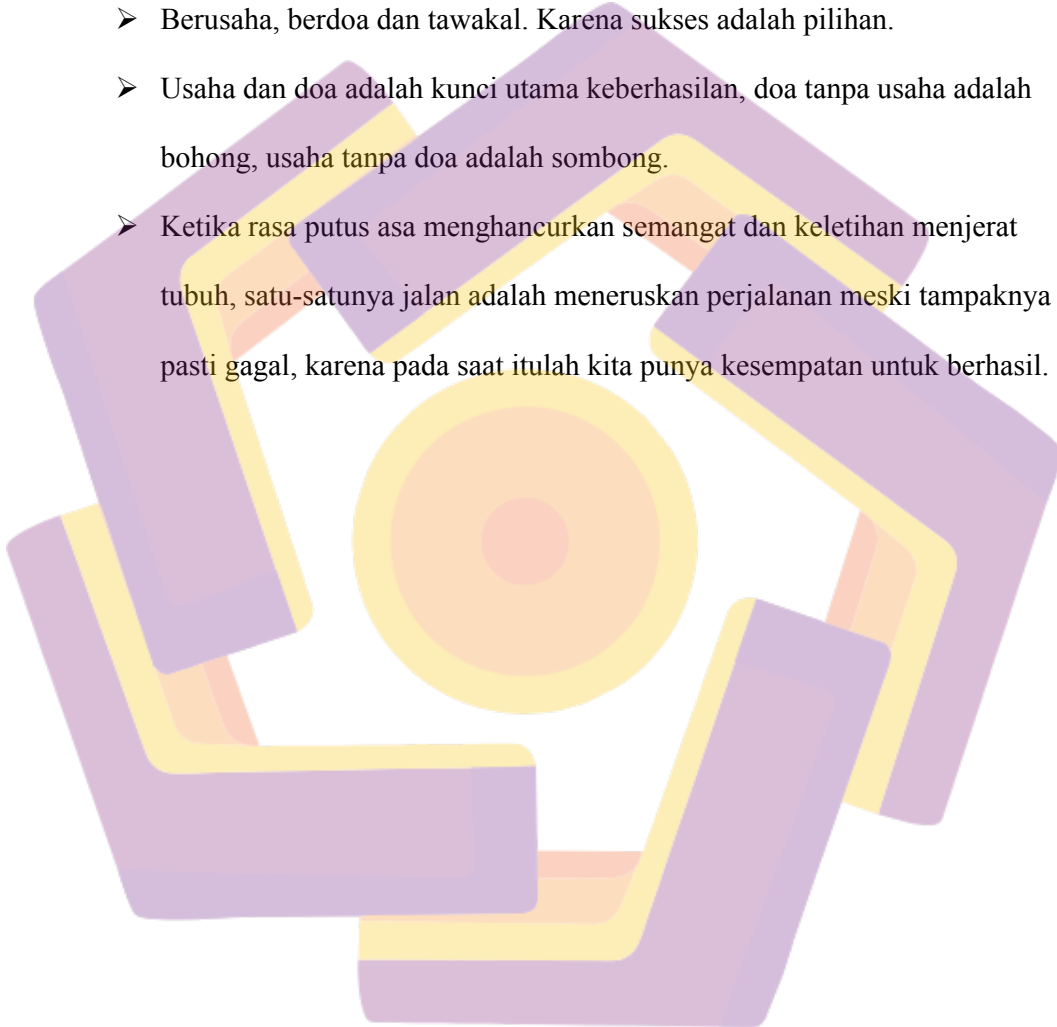 ➢ Berusaha, berdoa dan tawakal. Karena sukses adalah pilihan.
➢ Usaha dan doa adalah kunci utama keberhasilan, doa tanpa usaha adalah
bohong, usaha tanpa doa adalah sombong.
➢ Ketika rasa putus asa menghancurkan semangat dan keletihan menjerat
tubuh, satu-satunya jalan adalah meneruskan perjalanan meski tampaknya
pasti gagal, karena pada saat itulah kita punya kesempatan untuk berhasil.